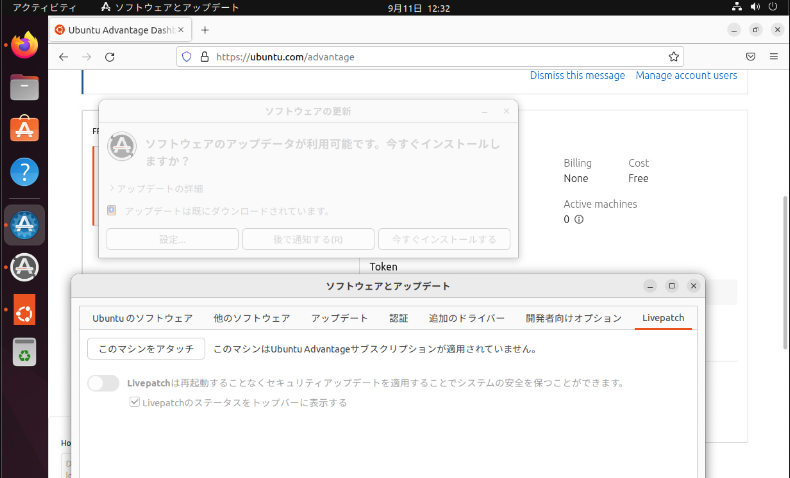 アクティビティ
ソフトウェアとアップデート
9月11日 12:32
Ubuntu Advantage Dashb
https://ubuntu.com/advantage
Dismiss this message
Manage account users
ソフトウェアの更新
ソフトウェアのアップデータが利用可能です。今すぐインストールし
ますか？
アップデートの詳細
アップデートは既にダウンロードされています。
設定...
後で通知する(R)
今すぐインストールする
Billing
Cost
None
Free
Active machines
0
Token
ソフトウェアとアップデート
Ubuntu のソフトウェア
他のソフトウェア
アップデート
認証
追加のドライバー
開発者向けオプション
Livepatch
このマシンをアタッチ
このマシンはUbuntu Advantageサブスクリプションが適用されていません。
Livepatchは再起動することなくセキュリティアップデートを適用することでシステムの安全を保つことができます。
Livepatchのステータスをトップバーに表示する